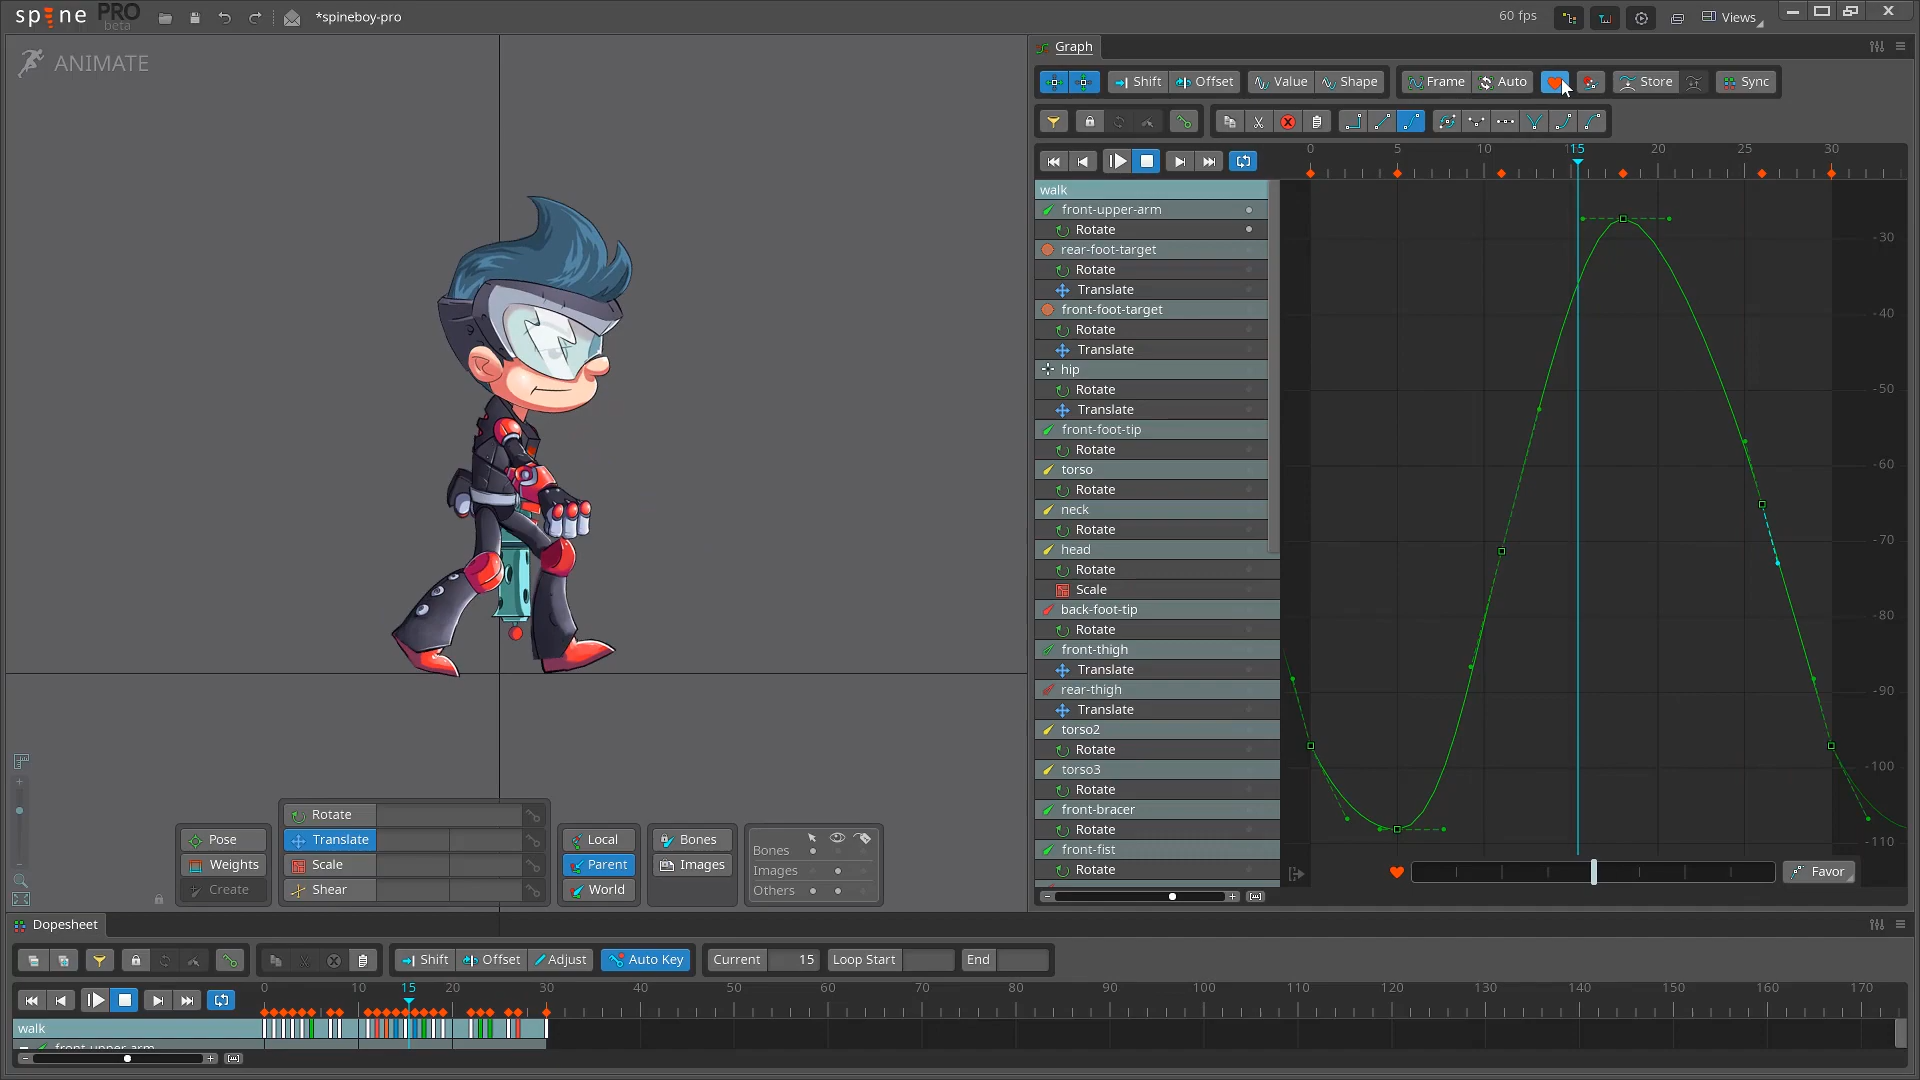 spine PRO
beta
*spineboy-pro
60 fps
Views
ANIMATE
Graph
Shift
Offset
Value
Shape
Frame
Auto
Store
Sync
0 5 10 15 20 25 30
walk
front-upper-arm
Rotate
rear-foot-target
Rotate
Translate
front-foot-target
Rotate
Translate
hip
Rotate
Translate
front-foot-tip
Rotate
torso
Rotate
neck
Rotate
head
Rotate
Scale
back-foot-tip
Rotate
front-thigh
Translate
rear-thigh
Translate
torso2
Rotate
torso3
Rotate
front-bracer
Rotate
front-fist
Rotate
-30
-40
-50
-60
-70
-80
-90
-100
-110
Favor
Pose
Weights
Create
Rotate
Translate
Scale
Shear
Local
Parent
World
Bones
Images
Bones
Images
Others
Dopesheet
Shift
Offset
Adjust
Auto Key
Current 15
Loop Start
End
0 10 15 20 30 40 50 60 70 80 90 100 110 120 130 140 150 160 170
walk
front-upper-arm